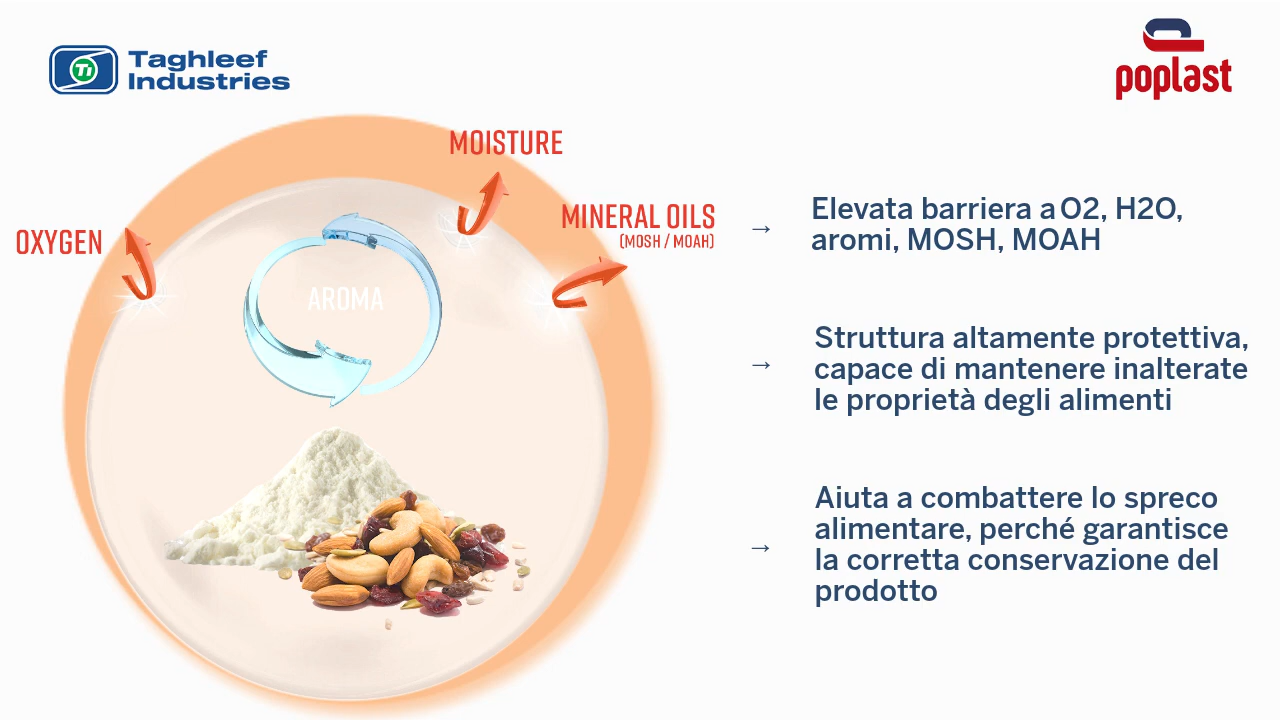 Ti
Taghleef
Industries
poplast
MOISTURE
MINERAL OILS
(MOSH / MOAH)
OXYGEN
AROMA
→ Elevata barriera a O2, H2O,
aromi, MOSH, MOAH
→ Struttura altamente protettiva,
capace di mantenere inalterate
le proprietà degli alimenti
→ Aiuta a combattere lo spreco
alimentare, perché garantisce
la corretta conservazione del
prodotto